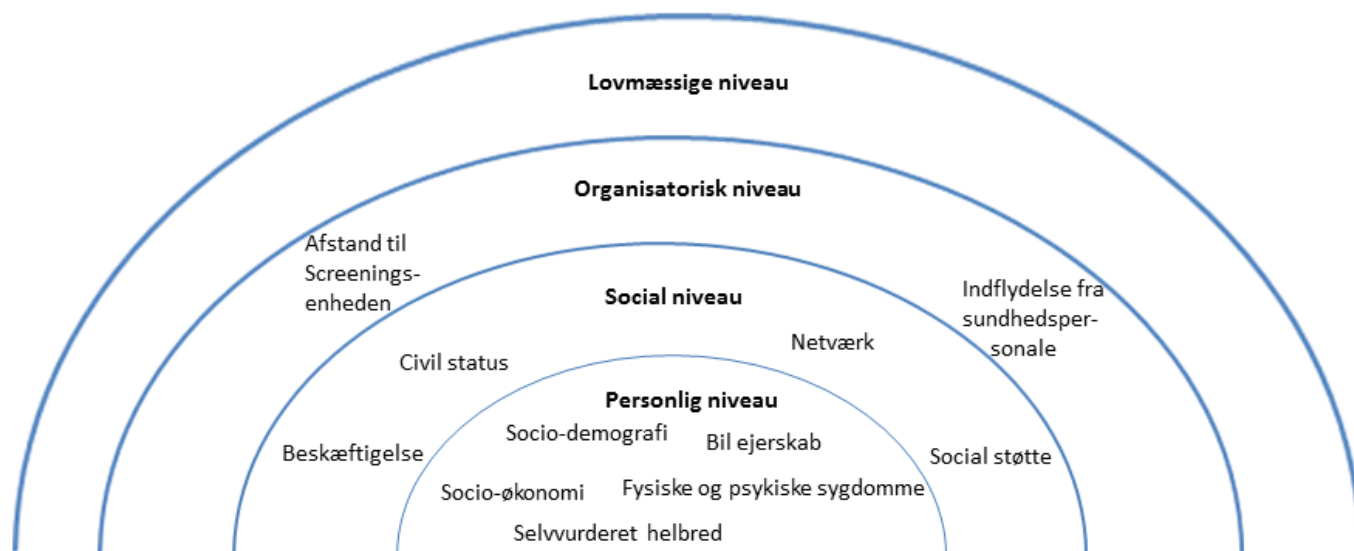 Lovmæssige niveau
Organisatorisk niveau
Afstand til
Screenings-
enheden
Indflydelse fra
sundhedsper-
sonale
Social niveau
Netværk
Civil status
Personlig niveau
Socio-demografi
Bil ejerskab
Beskæftigelse
Social støtte
Socio-økonomi
Fysiske og psykiske sygdomme
Selvvurderet helbred